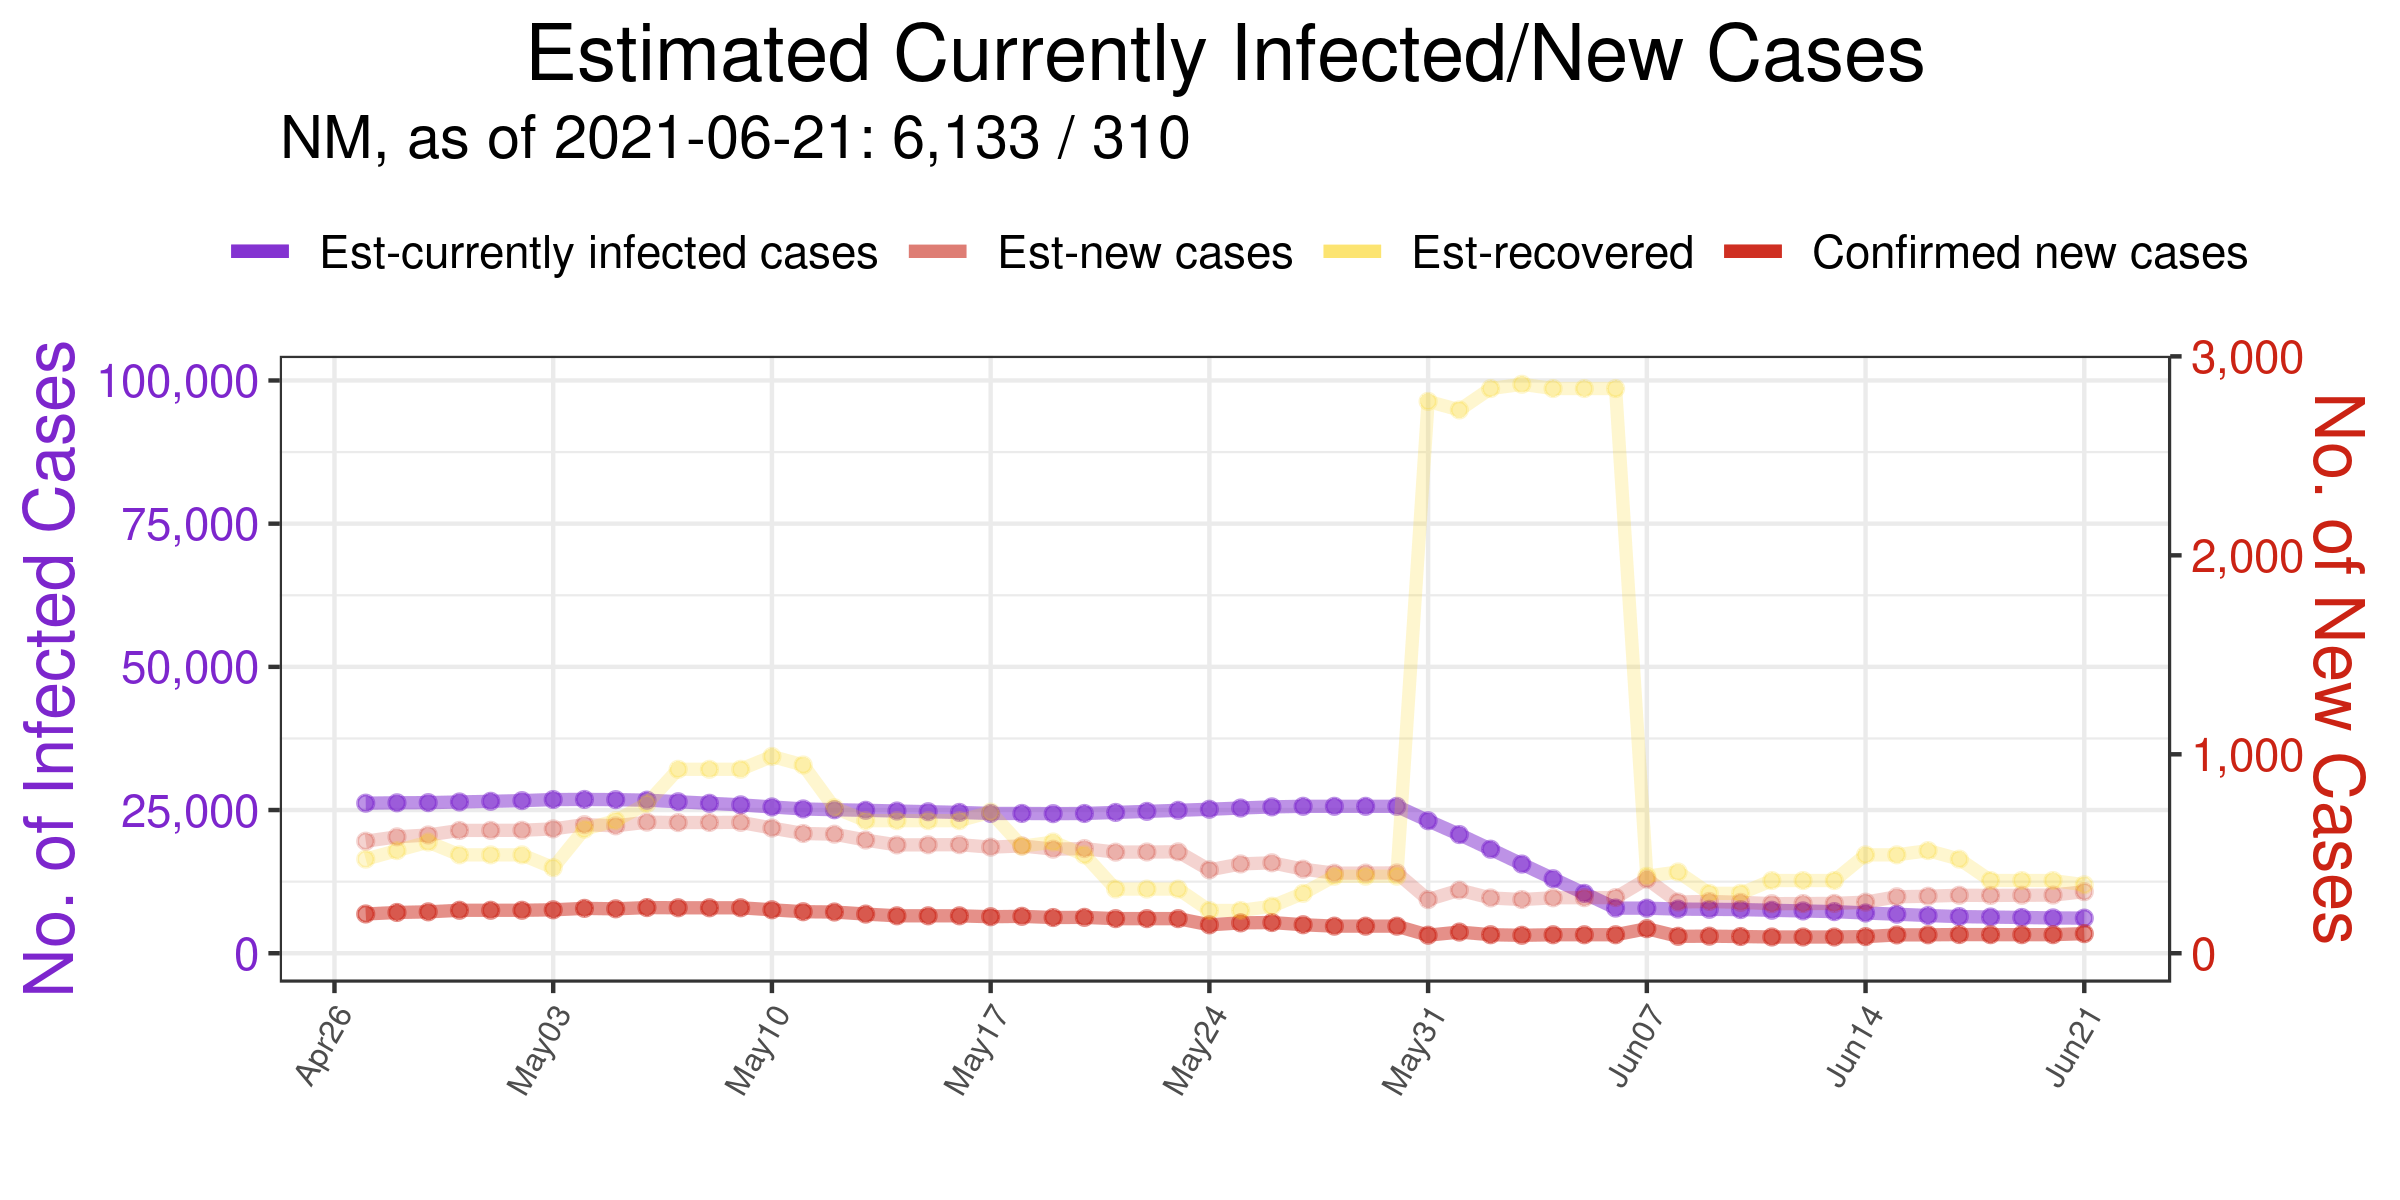 Estimated Currently Infected/New Cases
NM, as of 2021-06-21: 6,133 / 310
Est-currently infected cases
Est-new cases
Est-recovered
Confirmed new cases
No. of Infected Cases
100,000
75,000
50,000
25,000
0
3,000
2,000
1,000
0
No. of New Cases
Apr26
May03
May10
May17
May24
May31
Jun07
Jun14
Jun21